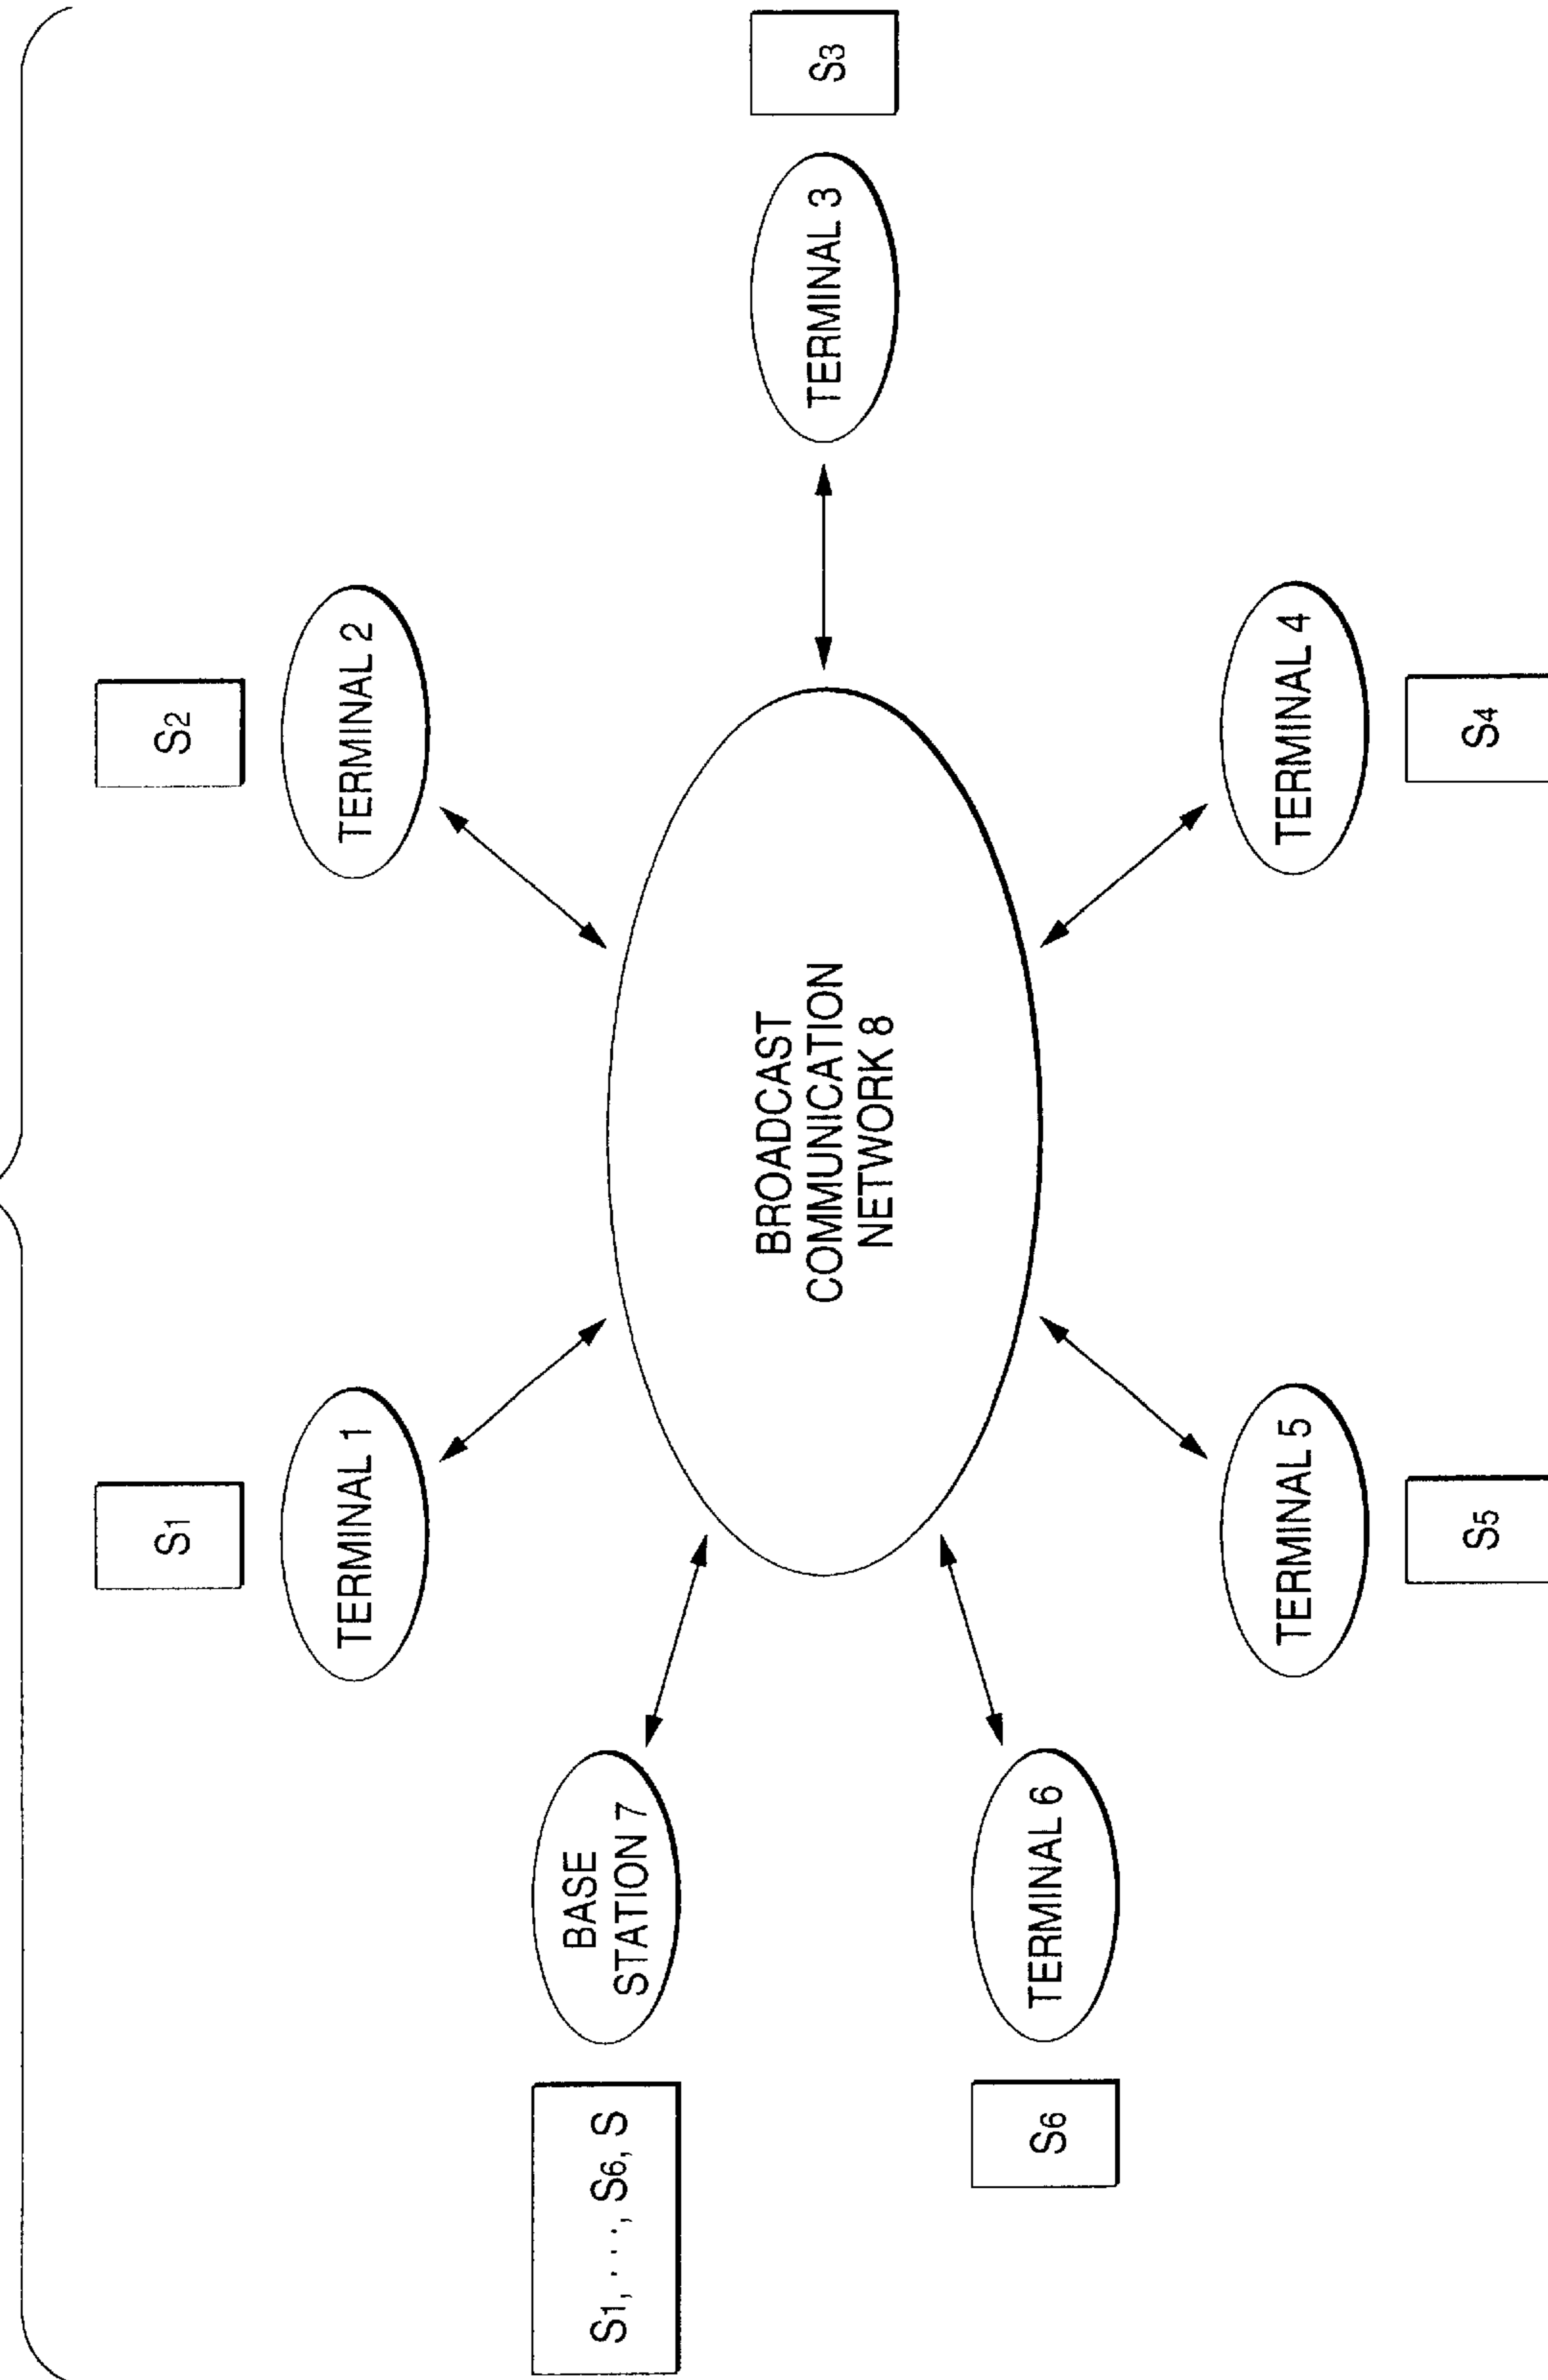 S1
TERMINAL 1
S2
TERMINAL 2
S1, ···, S6, S
BASE
STATION 7
BROADCAST
COMMUNICATION
NETWORK 8
TERMINAL 3
S3
S6
TERMINAL 6
TERMINAL 5
S5
TERMINAL 4
S4